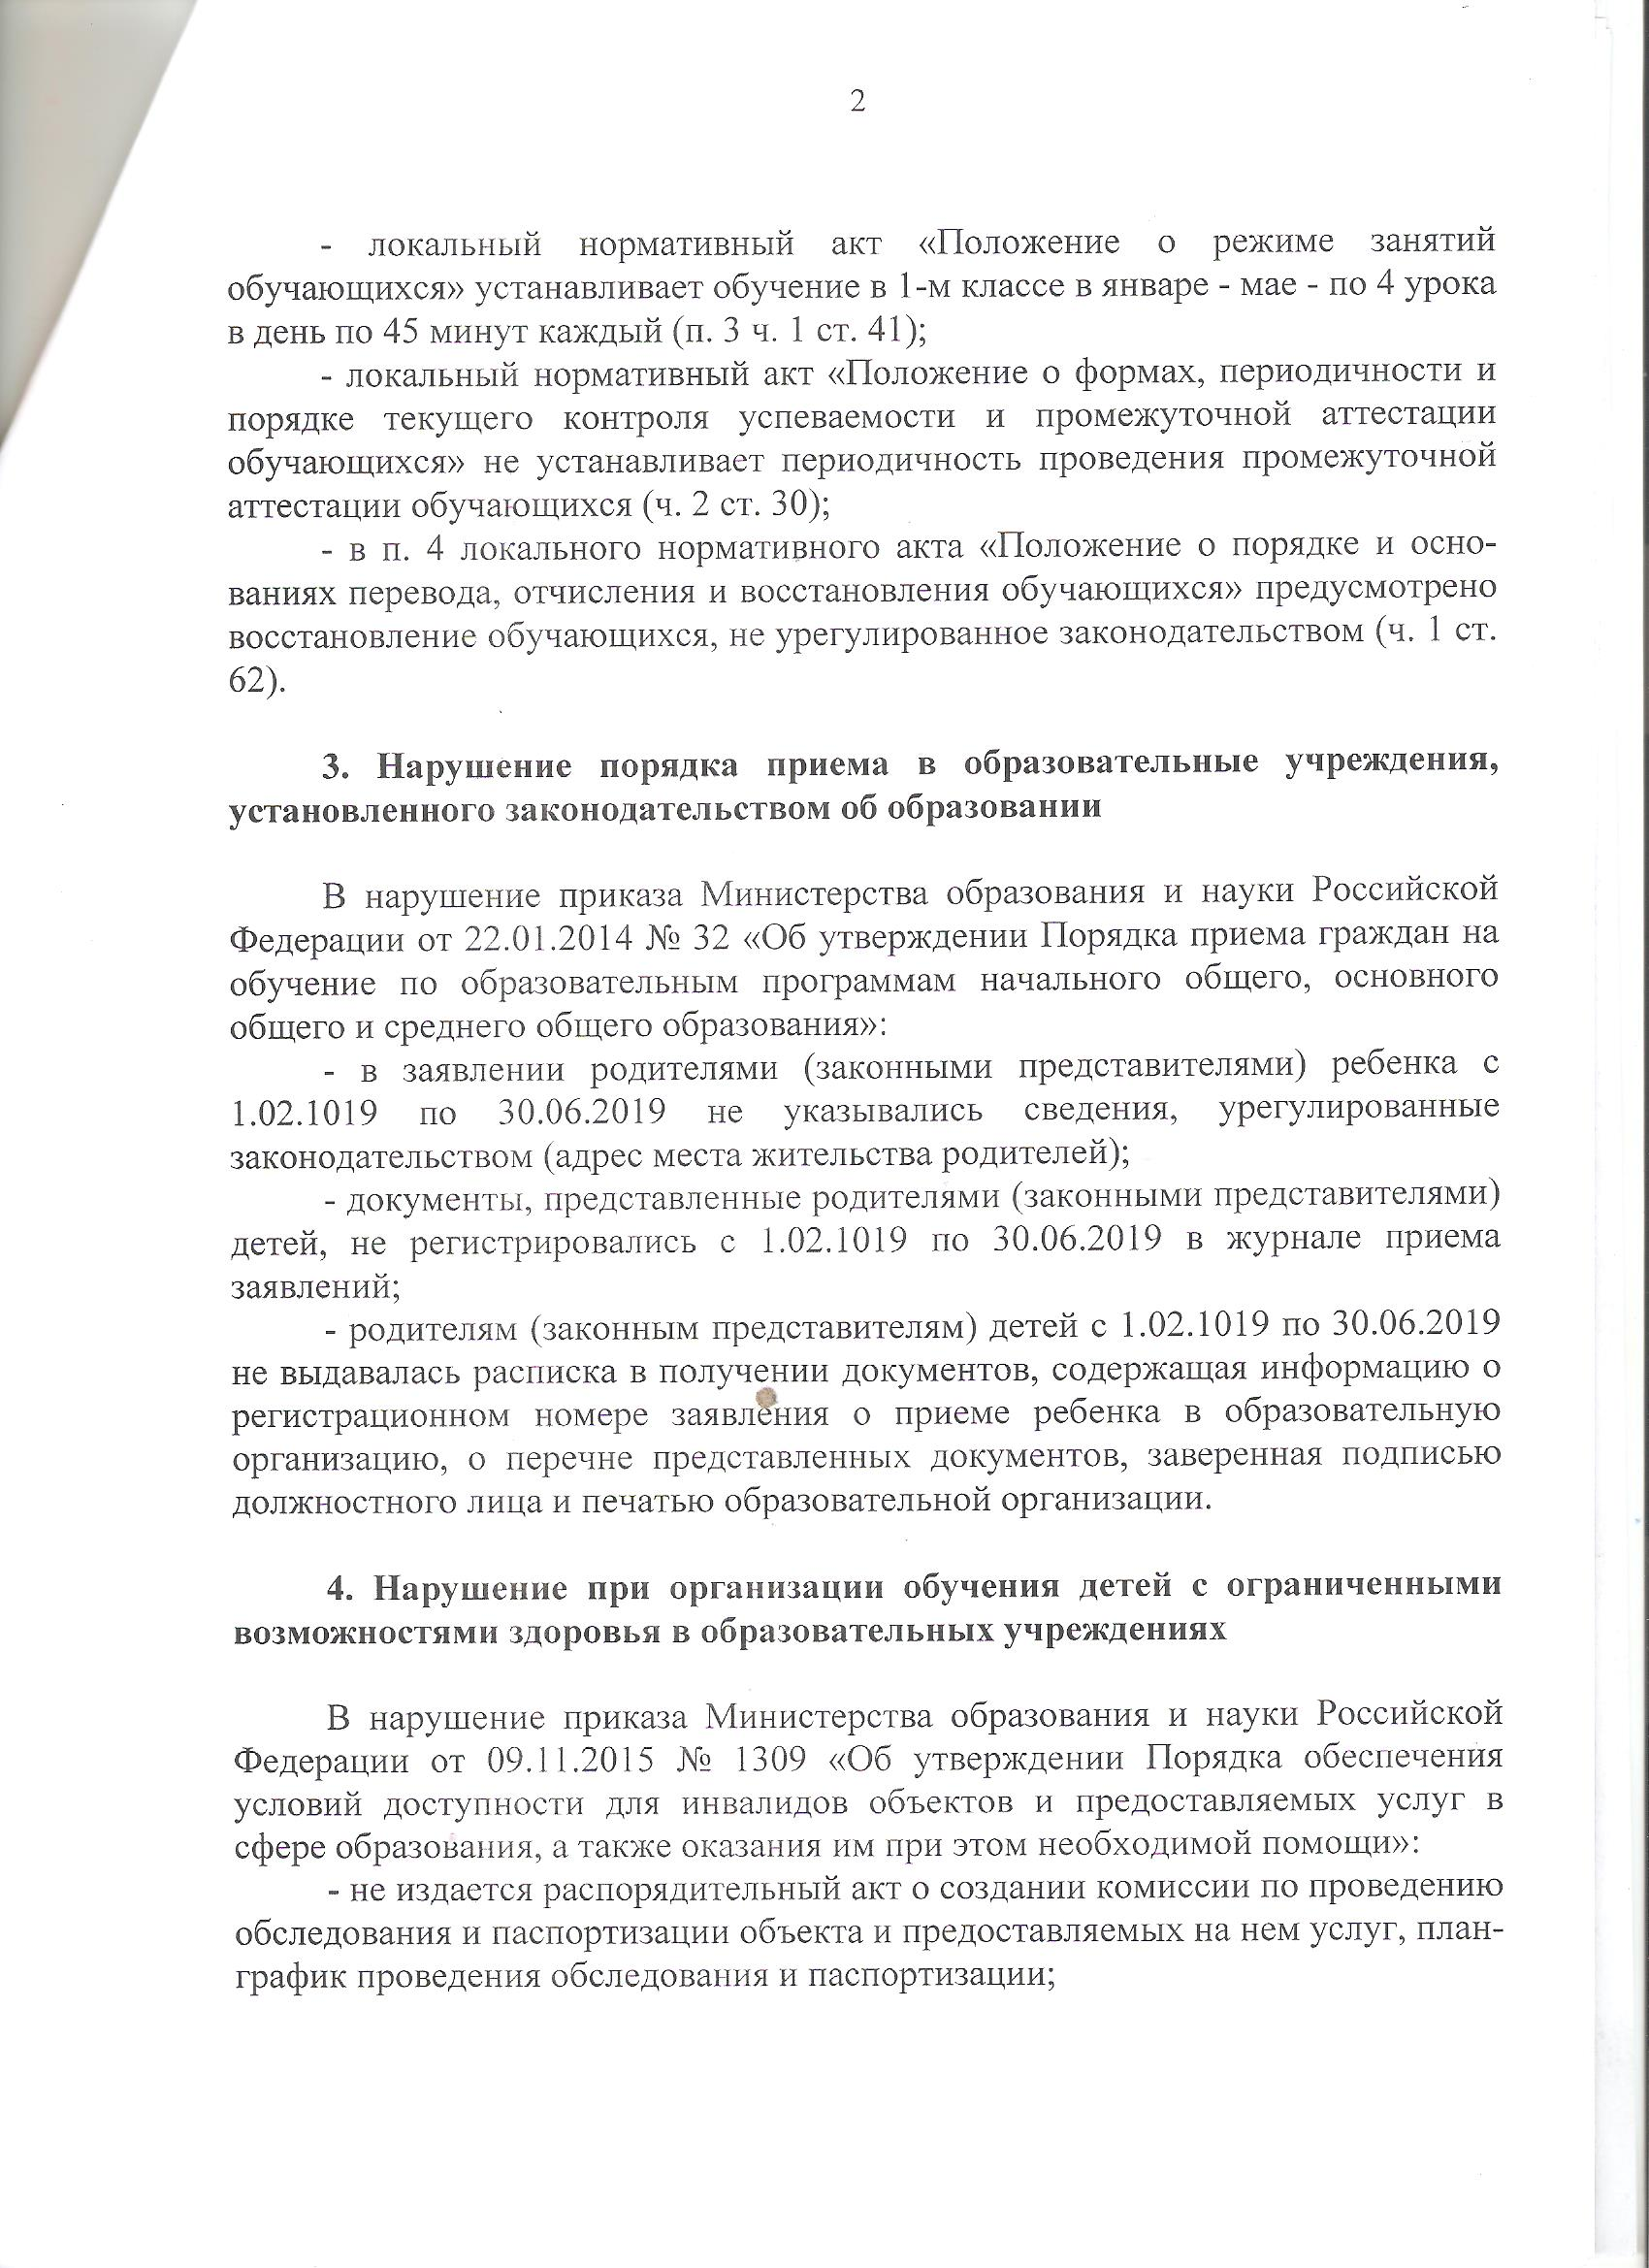 2
- локальный нормативный акт «Положение о режиме занятий
обучающихся» устанавливает обучение в 1-м классе в январе - мае - по 4 урока
в день по 45 минут каждый (п. 3 ч. 1 ст. 41);
- локальный нормативный акт «Положение о формах, периодичности и
порядке текущего контроля успеваемости и промежуточной аттестации
обучающихся» не устанавливает периодичность проведения промежуточной
аттестации обучающихся (ч. 2 ст. 30);
- в п. 4 локального нормативного акта «Положение о порядке и осно-
ваниях перевода, отчисления и восстановления обучающихся» предусмотрено
восстановление обучающихся, не урегулированное законодательством (ч. 1 ст.
62).
3. Нарушение порядка приема в образовательные учреждения,
установленного законодательством об образовании
В нарушение приказа Министерства образования и науки Российской
Федерации от 22.01.2014 № 32 «Об утверждении Порядка приема граждан на
обучение по образовательным программам начального общего, основного
общего и среднего общего образования»:
- в заявлении родителями (законными представителями) ребенка с
1.02.1019 по 30.06.2019 не указывались сведения, урегулированные
законодательством (адрес места жительства родителей);
- документы, представленные родителями (законными представителями)
детей, не регистрировались с 1.02.1019 по 30.06.2019 в журнале приема
заявлений;
- родителям (законным представителям) детей с 1.02.1019 по 30.06.2019
не выдавалась расписка в получении документов, содержащая информацию о
регистрационном номере заявления о приеме ребенка в образовательную
организацию, о перечне представленных документов, заверенная подписью
должностного лица и печатью образовательной организации.
4. Нарушение при организации обучения детей с ограниченными
возможностями здоровья в образовательных учреждениях
В нарушение приказа Министерства образования и науки Российской
Федерации от 09.11.2015 № 1309 «Об утверждении Порядка обеспечения
условий доступности для инвалидов объектов и предоставляемых услуг в
сфере образования, а также оказания им при этом необходимой помощи»:
- не издается распорядительный акт о создании комиссии по проведению
обследования и паспортизации объекта и предоставляемых на нем услуг, план-
график проведения обследования и паспортизации;